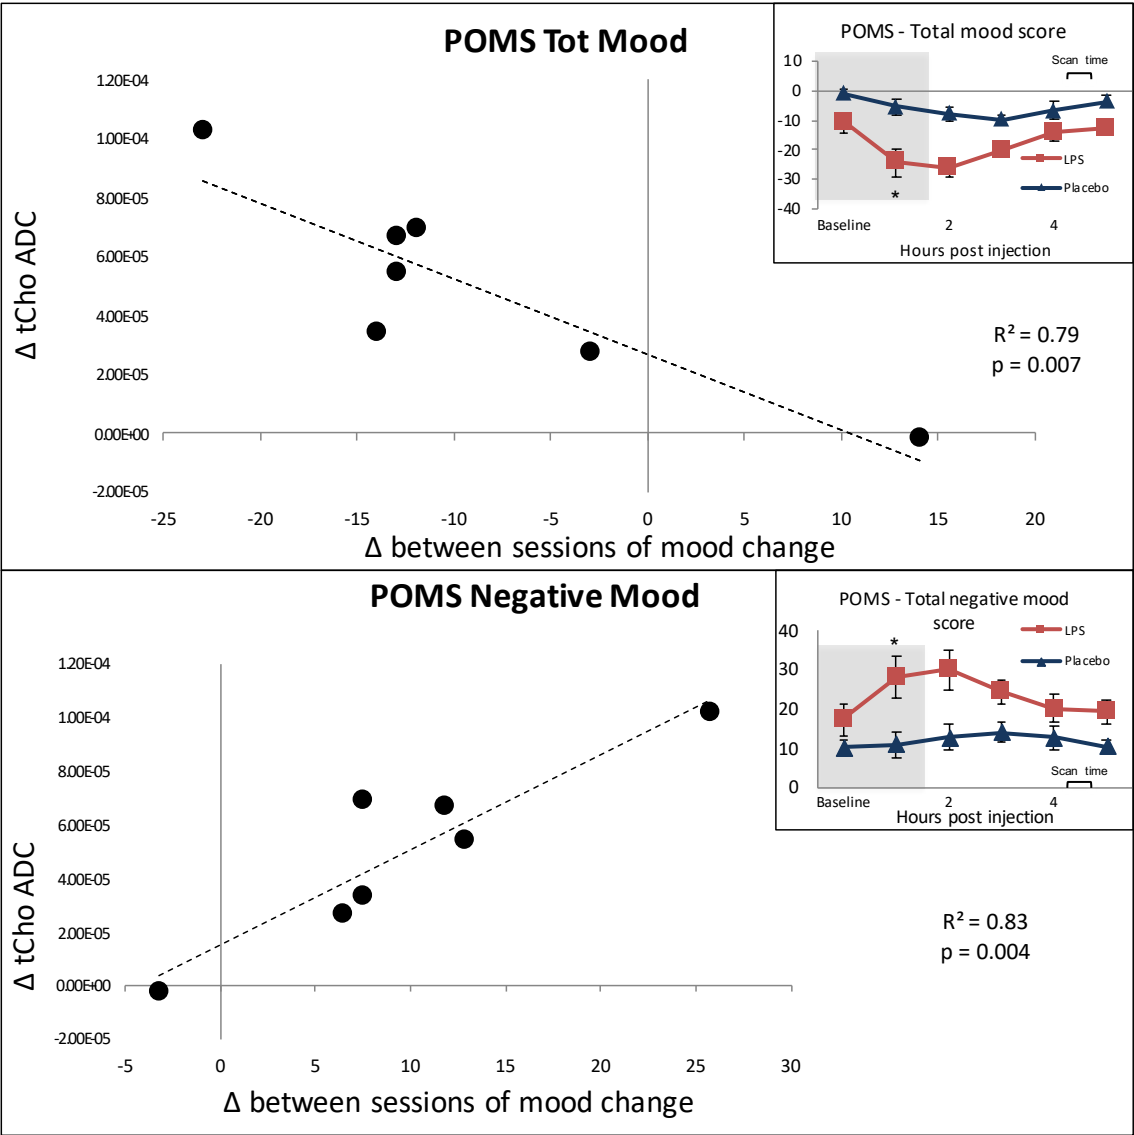 POMS Tot Mood
Δ tCho ADC
1.20E-04
1.00E-04
8.00E-05
6.00E-05
4.00E-05
2.00E-05
0.00E+00
-2.00E-05
-25 -20 -15 -10 -5 0 5 10 15 20
Δ between sessions of mood change
R² = 0.79
p = 0.007
POMS - Total mood score
Scan time
10
0
-10
-20
-30
-40
*
LPS
Placebo
Baseline 2 4
Hours post injection
POMS Negative Mood
Δ tCho ADC
1.20E-04
1.00E-04
8.00E-05
6.00E-05
4.00E-05
2.00E-05
0.00E+00
-2.00E-05
-5 0 5 10 15 20 25 30
Δ between sessions of mood change
R² = 0.83
p = 0.004
POMS - Total negative mood
score
40
30
20
10
0
*
LPS
Placebo
Scan time
Baseline 2 4
Hours post injection